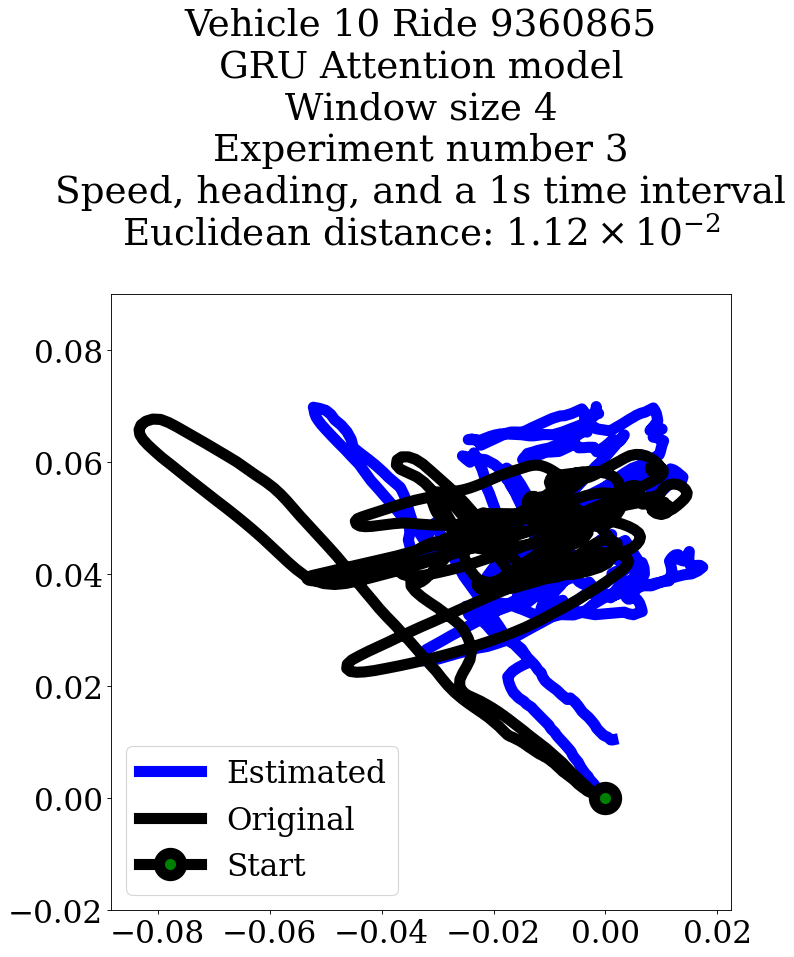 Vehicle 10 Ride 9360865
GRU Attention model
Window size 4
Experiment number 3
Speed, heading, and a 1s time interval
Euclidean distance: 1.12 × 10⁻²
0.08
0.06
0.04
0.02
0.00
−0.02
Estimated
Original
Start
−0.08 −0.06 −0.04 −0.02 0.00 0.02